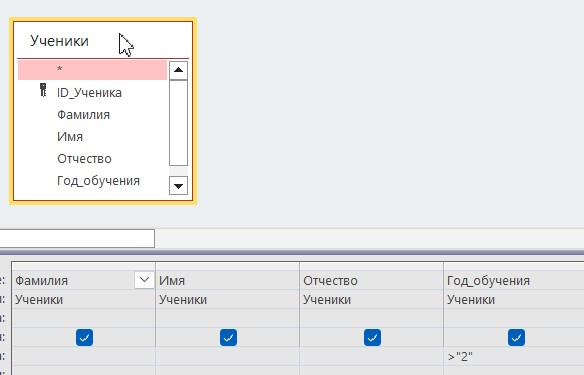 Ученики
*
ID_Ученика
Фамилия
Имя
Отчество
Год_обучения
е: Фамилия Имя Отчество Год_обучения
я: Ученики Ученики Ученики Ученики
а:
а:
а: >"2"